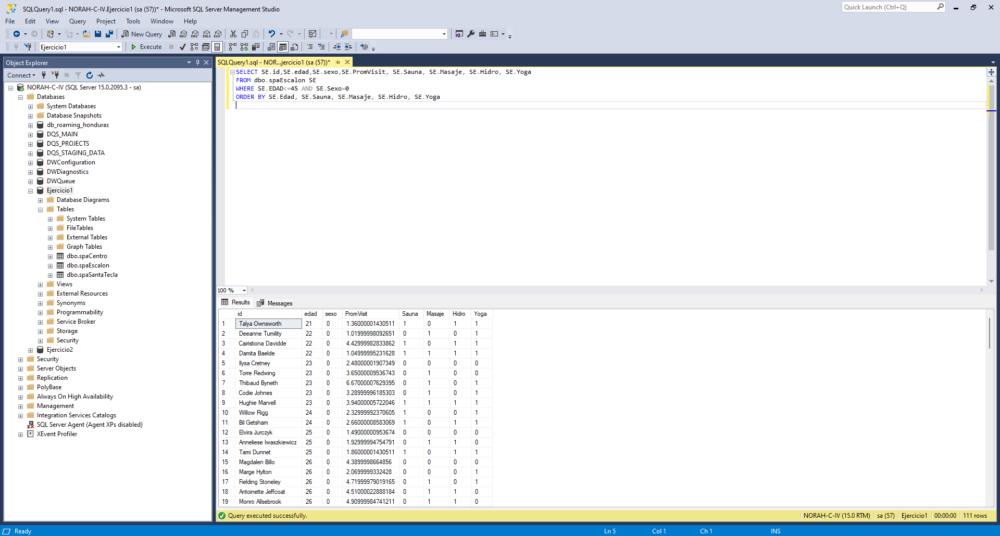 SQLQuery1.sql - NORAH-C-IV.Ejercicio1 (sa (57))* - Microsoft SQL Server Management Studio
Quick Launch (Ctrl+Q)
File Edit View Query Project Tools Window Help
New Query MDX DMX XMLA DAX
Ejercicio1 Execute
Object Explorer
SQLQuery1.sql - NOR...jercicio1 (sa (57))*
Connect
NORAH-C-IV (SQL Server 15.0.2095.3 - sa)
Databases
System Databases
Database Snapshots
db_roaming_honduras
DQS_MAIN
DQS_PROJECTS
DQS_STAGING_DATA
DWConfiguration
DWDiagnostics
DWQueue
Ejercicio1
Database Diagrams
Tables
System Tables
FileTables
External Tables
Graph Tables
dbo.spaCentro
dbo.spaEscalon
dbo.spaSantaTecla
Views
External Resources
Synonyms
Programmability
Service Broker
Storage
Security
Ejercicio2
Security
Server Objects
Replication
PolyBase
Always On High Availability
Management
Integration Services Catalogs
SQL Server Agent (Agent XPs disabled)
XEvent Profiler
SELECT SE.id,SE.edad,SE.sexo,SE.PromVisit, SE.Sauna, SE.Masaje, SE.Hidro, SE.Yoga
FROM dbo.spaEscalon SE
WHERE SE.EDAD<=45 AND SE.Sexo=0
ORDER BY SE.Edad, SE.Sauna, SE.Masaje, SE.Hidro, SE.Yoga
100 %
Results Messages
id edad sexo PromVisit Sauna Masaje Hidro Yoga
1 Talya Ownsworth 21 0 1.36000001430511 1 0 1 1
2 Deeanne Tumility 22 0 1.01999998092651 0 1 0 1
3 Cairistiona Davidde 22 0 4.42999982833862 1 0 1 1
4 Damita Baelde 22 0 1.04999995231628 1 1 1 1
5 Ilysa Cretney 23 0 2.48000001907349 0 0 0 0
6 Torre Redwing 23 0 3.65000009536743 0 1 0 0
7 Thibaud Byneth 23 0 6.67000007629395 0 1 0 1
8 Codie Johnes 23 0 3.28999996185303 0 1 0 1
9 Hughie Marvell 23 0 3.94000005722046 1 1 1 1
10 Willow Rigg 24 0 2.32999992370605 1 0 0 1
11 Bil Getsham 24 0 2.66000008583069 1 0 1 1
12 Elvira Jurczyk 25 0 1.49000000953674 0 0 0 0
13 Anneliese Iwaszkiewicz 25 0 1.92999994754791 0 1 1 0
14 Tami Dunnet 25 0 1.86000001430511 1 0 1 1
15 Magdalen Billo 26 0 4.3899998664856 0 0 0 0
16 Marge Hylton 26 0 2.0699999332428 0 0 0 1
17 Fielding Stoneley 26 0 4.71999979019165 0 1 0 1
18 Antoinette Jeffcoat 26 0 4.51000022888184 0 1 1 0
19 Monro Allsebrook 26 0 4.90999984741211 0 1 1 0
Query executed successfully. NORAH-C-IV (15.0 RTM) sa (57) Ejercicio1 00:00:00 111 rows
Ready Ln 5 Col 1 Ch 1 INS